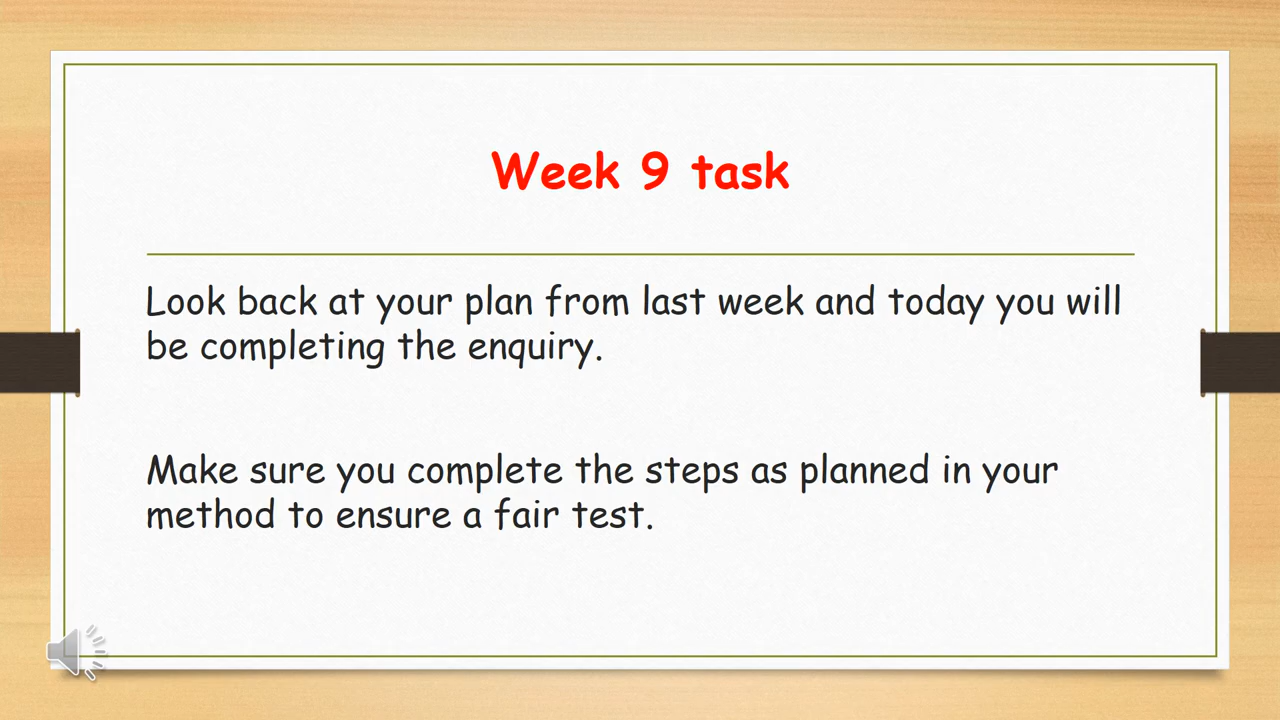 Week 9 task
Look back at your plan from last week and today you will
be completing the enquiry.
Make sure you complete the steps as planned in your
method to ensure a fair test.